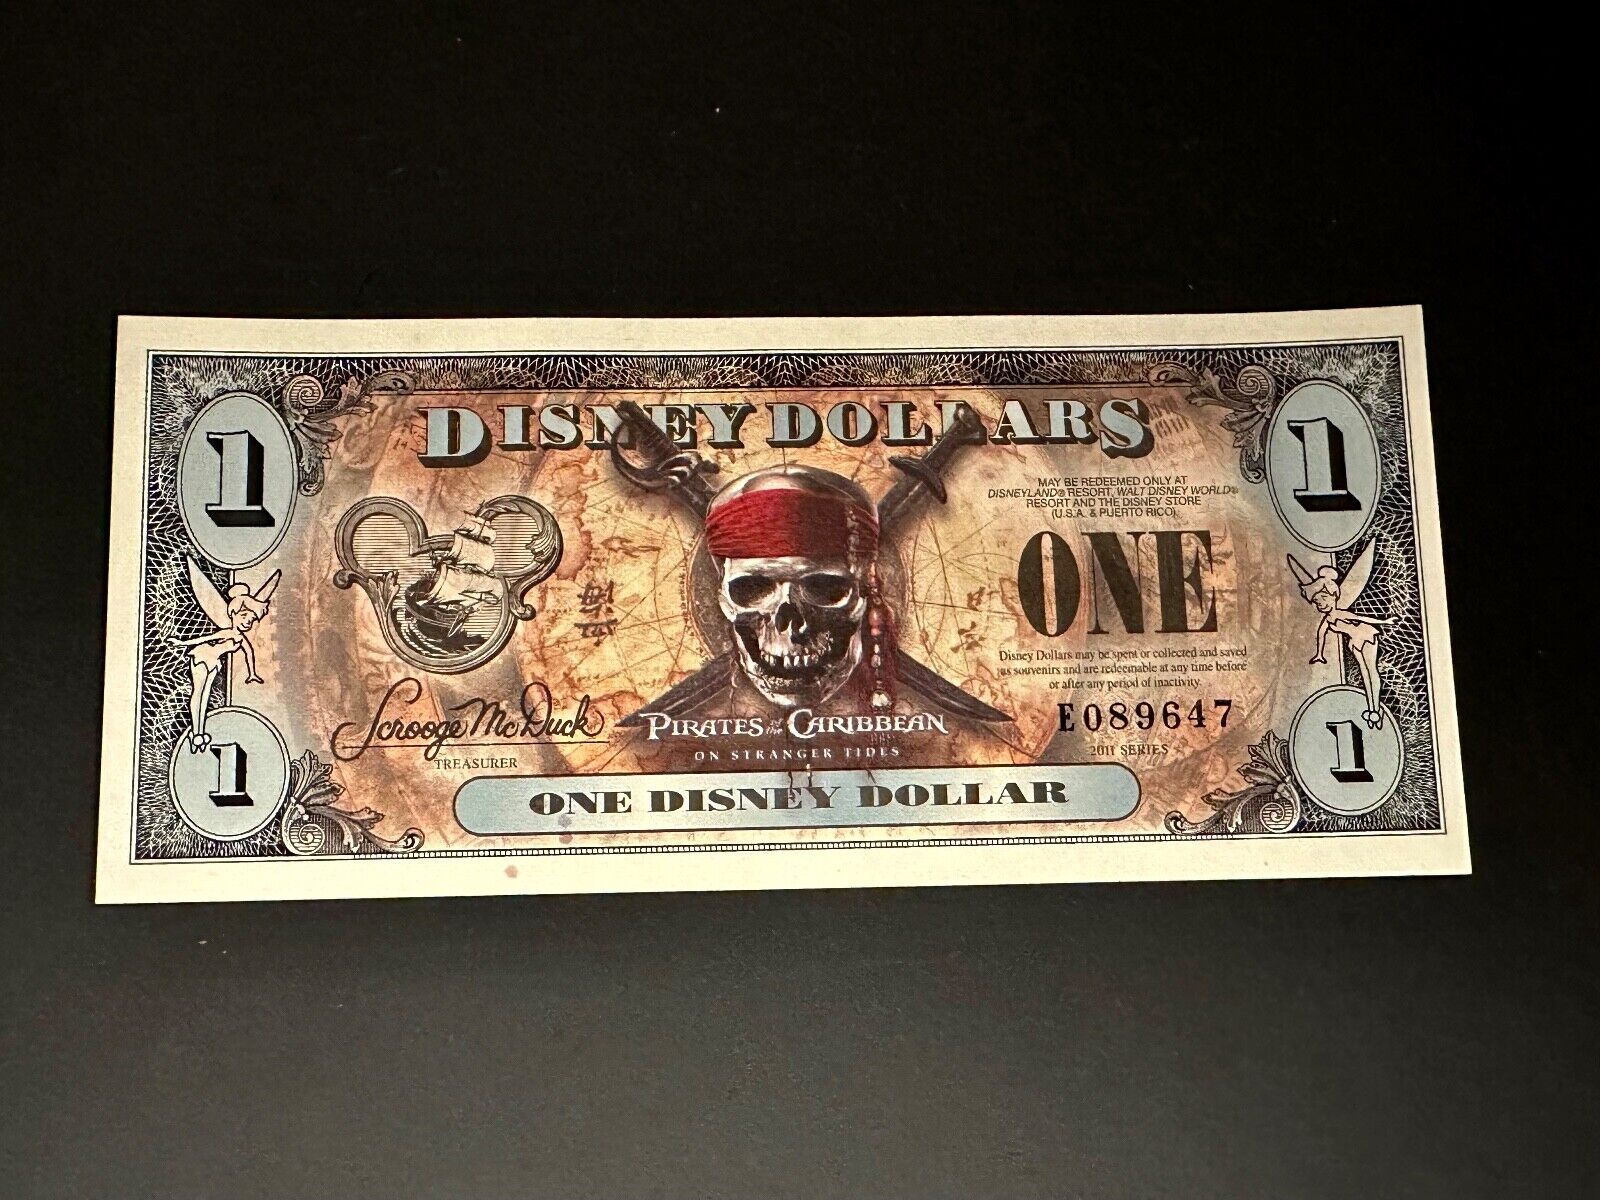 DISNEY DOLLARS
1
1
MAY BE REDEEMED ONLY AT
DISNEYLAND® RESORT, WALT DISNEY WORLD®
RESORT AND THE DISNEY STORE
(U.S.A. & PUERTO RICO).
ONE
Disney Dollars may be spent or collected and saved
as souvenirs and are redeemable at any time before
or after any period of inactivity.
E089647
2011 SERIES
Scrooge McDuck
TREASURER
PIRATES of the CARIBBEAN
ON STRANGER TIDES
1
1
ONE DISNEY DOLLAR